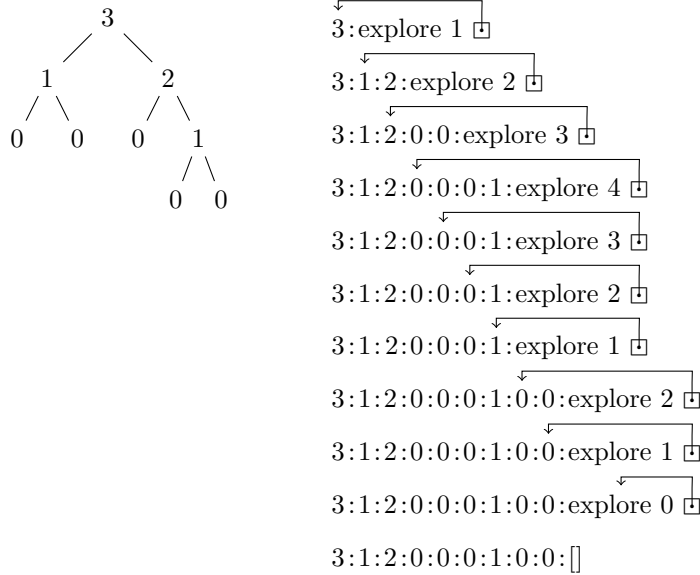 3
1 2
0 0 0 1
0 0
3:explore 1
3:1:2:explore 2
3:1:2:0:0:explore 3
3:1:2:0:0:0:1:explore 4
3:1:2:0:0:0:1:explore 3
3:1:2:0:0:0:1:explore 2
3:1:2:0:0:0:1:explore 1
3:1:2:0:0:0:1:0:0:explore 2
3:1:2:0:0:0:1:0:0:explore 1
3:1:2:0:0:0:1:0:0:explore 0
3:1:2:0:0:0:1:0:0:[]